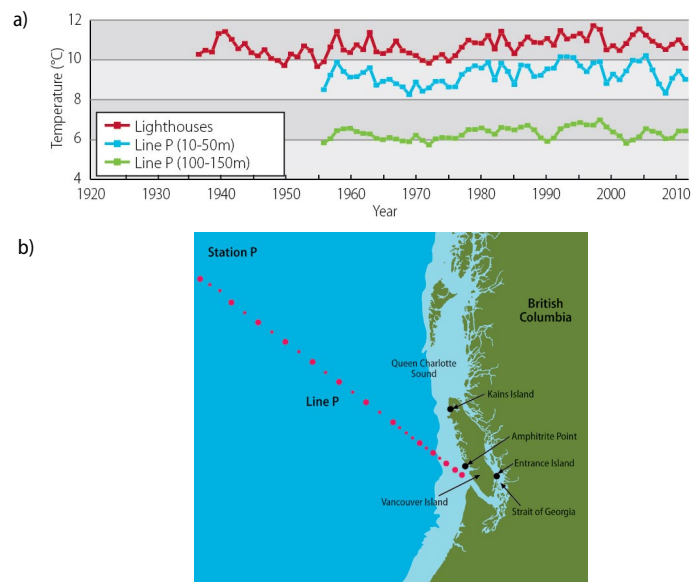 a)
12
10
8
6
4
Temperature (°C)
Lighthouses
Line P (10-50m)
Line P (100-150m)
1920 1930 1940 1950 1960 1970 1980 1990 2000 2010
Year
b)
Station P
British
Columbia
Queen Charlotte
Sound
Line P
Kains Island
Amphitrite Point
Entrance Island
Vancouver Island
Strait of Georgia